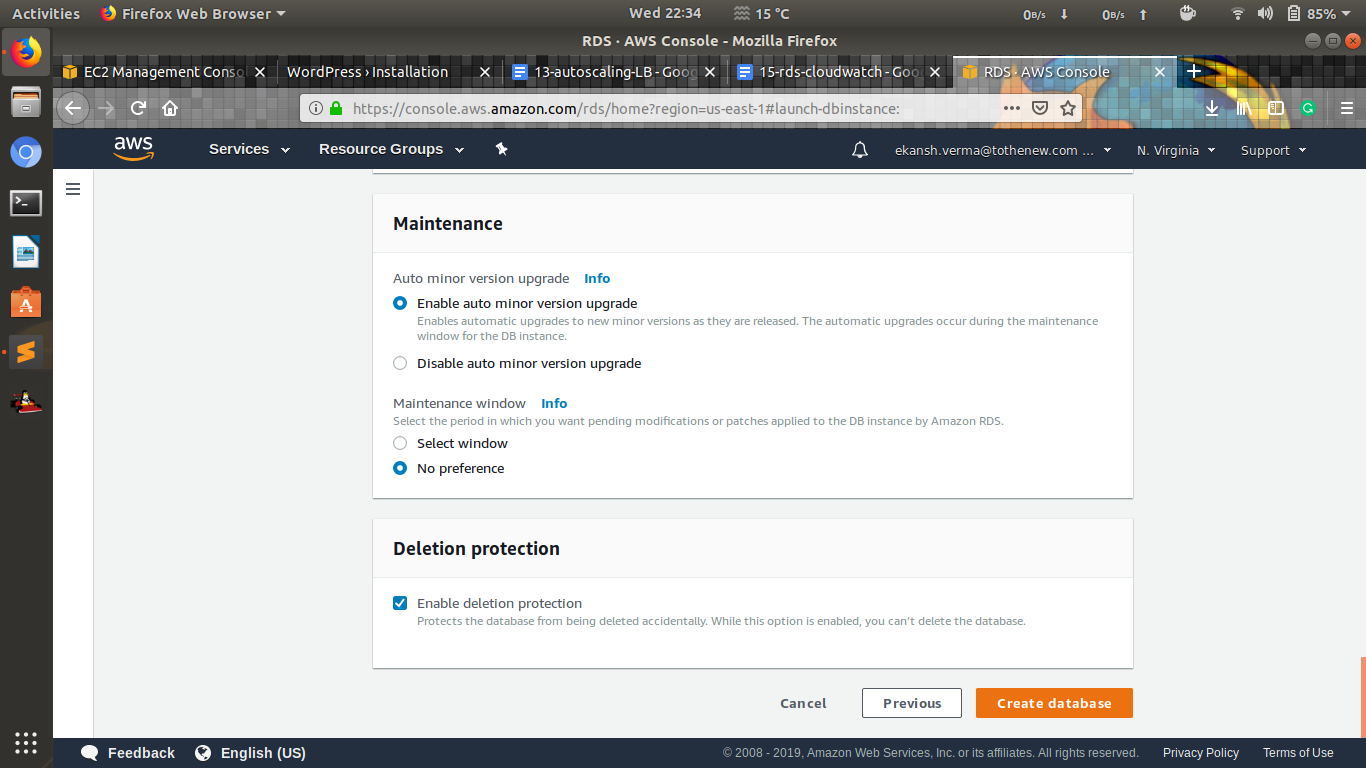 Activities Firefox Web Browser Wed 22:34 15 °C 0B/s 0B/s 85%
RDS · AWS Console - Mozilla Firefox
EC2 Management Conso WordPress › Installation 13-autoscaling-LB - Goog 15-rds-cloudwatch - Goo RDS · AWS Console
https://console.aws.amazon.com/rds/home?region=us-east-1#launch-dbinstance:
aws Services Resource Groups ekansh.verma@tothenew.com ... N. Virginia Support
Maintenance
Auto minor version upgrade Info
Enable auto minor version upgrade
Enables automatic upgrades to new minor versions as they are released. The automatic upgrades occur during the maintenance
window for the DB instance.
Disable auto minor version upgrade
Maintenance window Info
Select the period in which you want pending modifications or patches applied to the DB instance by Amazon RDS.
Select window
No preference
Deletion protection
Enable deletion protection
Protects the database from being deleted accidentally. While this option is enabled, you can't delete the database.
Cancel Previous Create database
Feedback English (US) © 2008 - 2019, Amazon Web Services, Inc. or its affiliates. All rights reserved. Privacy Policy Terms of Use